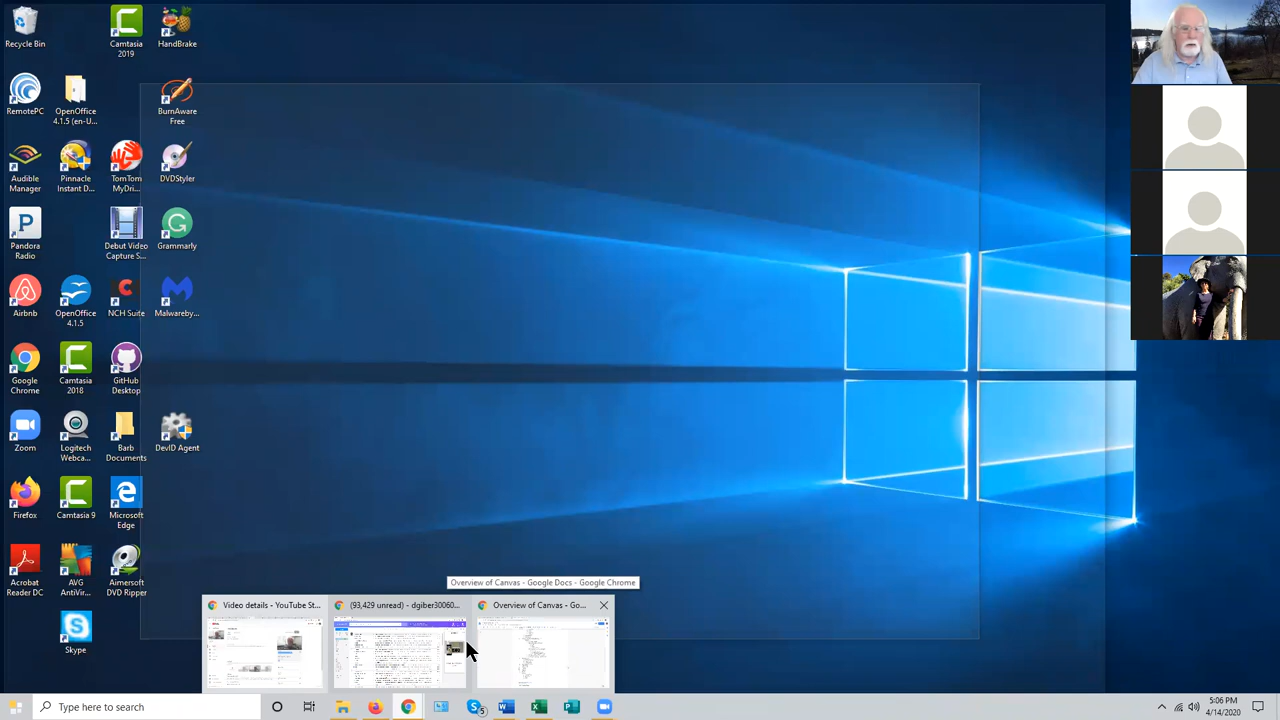 Recycle Bin
Camtasia
2019
HandBrake
RemotePC
OpenOffice
4.1.5 (en-U...
BurnAware
Free
Audible
Manager
Pinnacle
Instant D...
TomTom
MyDri...
DVDStyler
Pandora
Radio
Debut Video
Capture S...
Grammarly
Airbnb
OpenOffice
4.1.5
NCH Suite
Malwareby...
Google
Chrome
Camtasia
2018
GitHub
Desktop
Zoom
Logitech
Webca...
Barb
Documents
DevID Agent
Firefox
Camtasia 9
Microsoft
Edge
Acrobat
Reader DC
AVG
AntiVir...
Aimersoft
DVD Ripper
Skype
Overview of Canvas - Google Docs - Google Chrome
Video details - YouTube St...
(93,429 unread) - dgiber30060...
Overview of Canvas - Go...
Type here to search
5
5:06 PM
4/14/2020